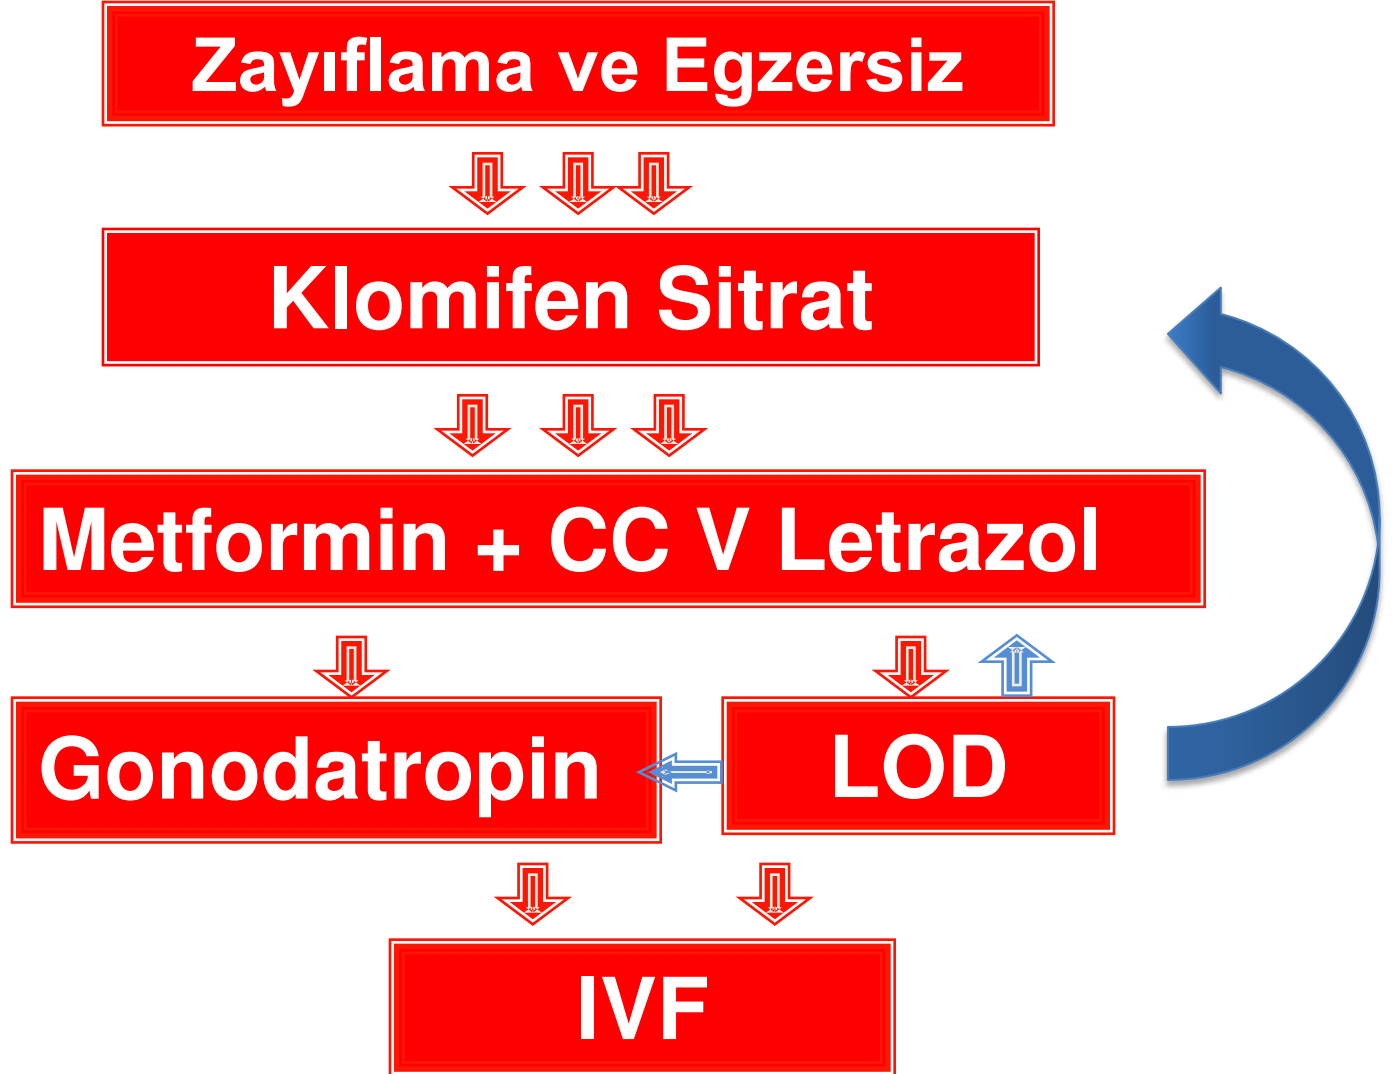 Zayıflama ve Egzersiz
Klomifen Sitrat
Metformin + CC V Letrazol
Gonodatropin
LOD
IVF